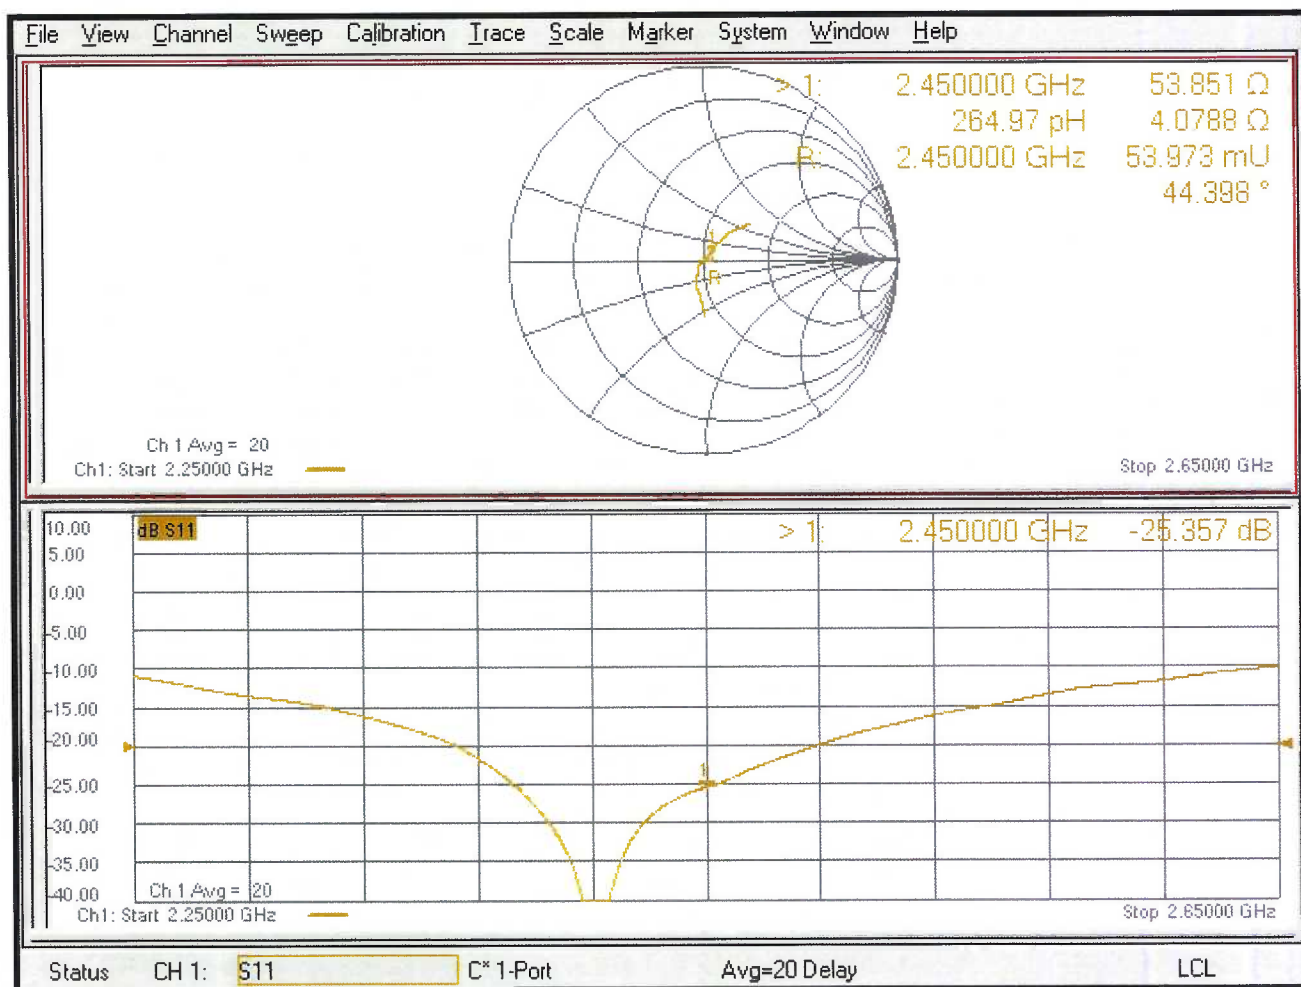 File View Channel Sweep Calibration Trace Scale Marker System Window Help
> 1: 2.450000 GHz 53.851 Ω
264.97 pH 4.0788 Ω
R: 2.450000 GHz 53.973 mU
44.398 °
1
R
Ch 1 Avg = 20
Ch1: Start 2.25000 GHz
Stop 2.65000 GHz
10.00
dB S11
> 1: 2.450000 GHz -25.357 dB
5.00
0.00
-5.00
-10.00
-15.00
-20.00
1
-25.00
-30.00
-35.00
-40.00
Ch 1 Avg = 20
Ch1: Start 2.25000 GHz
Stop 2.65000 GHz
Status CH 1: S11 C* 1-Port Avg=20 Delay LCL